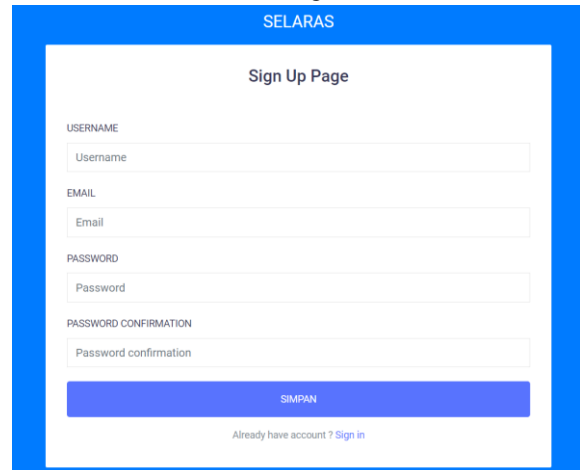 SELARAS
Sign Up Page
USERNAME
Username
EMAIL
Email
PASSWORD
Password
PASSWORD CONFIRMATION
Password confirmation
SIMPAN
Already have account ? Sign in